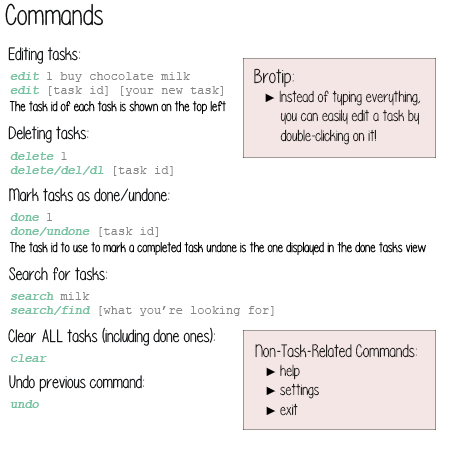 Commands
Editing tasks:
edit 1 buy chocolate milk
edit [task id] [your new task]
The task id of each task is shown on the top left
Brotip:
► Instead of typing everything,
you can easily edit a task by
double-clicking on it!
Deleting tasks:
delete 1
delete/del/dl [task id]
Mark tasks as done/undone:
done 1
done/undone [task id]
The task id to use to mark a completed task undone is the one displayed in the done tasks view
Search for tasks:
search milk
search/find [what you're looking for]
Clear ALL tasks (including done ones):
clear
Undo previous command:
undo
Non-Task-Related Commands:
► help
► settings
► exit